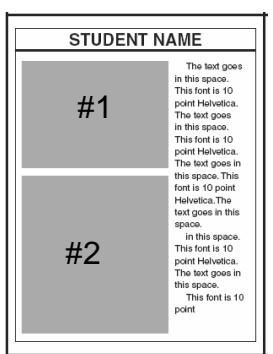 STUDENT NAME
#1
#2
The text goes
in this space.
This font is 10
point Helvetica.
The text goes
in this space.
This font is 10
point Helvetica.
The text goes in
this space.This
font is 10 point
Helvetica.The
text goes in this
space.
in this space.
This font is 10
point Helvetica.
The text goes in
this space.
This font is 10
point